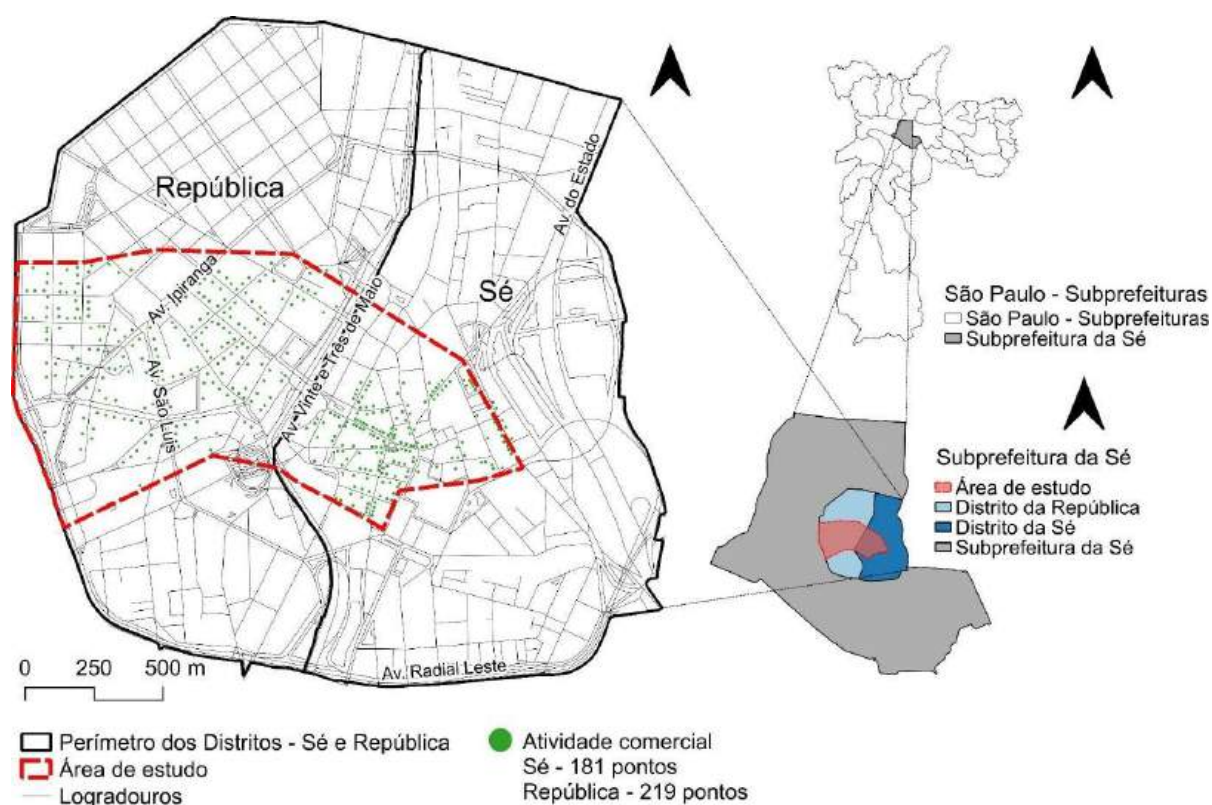 República
Sé
Av. do Estado
Av. Ipiranga
Av. Vinte e Três de Maio
Av. São Luis
Av. Radial Leste
0 250 500 m
Perímetro dos Distritos - Sé e República
Área de estudo
Logradouros
Atividade comercial
Sé - 181 pontos
República - 219 pontos
São Paulo - Subprefeituras
São Paulo - Subprefeituras
Subprefeitura da Sé
Subprefeitura da Sé
Área de estudo
Distrito da República
Distrito da Sé
Subprefeitura da Sé